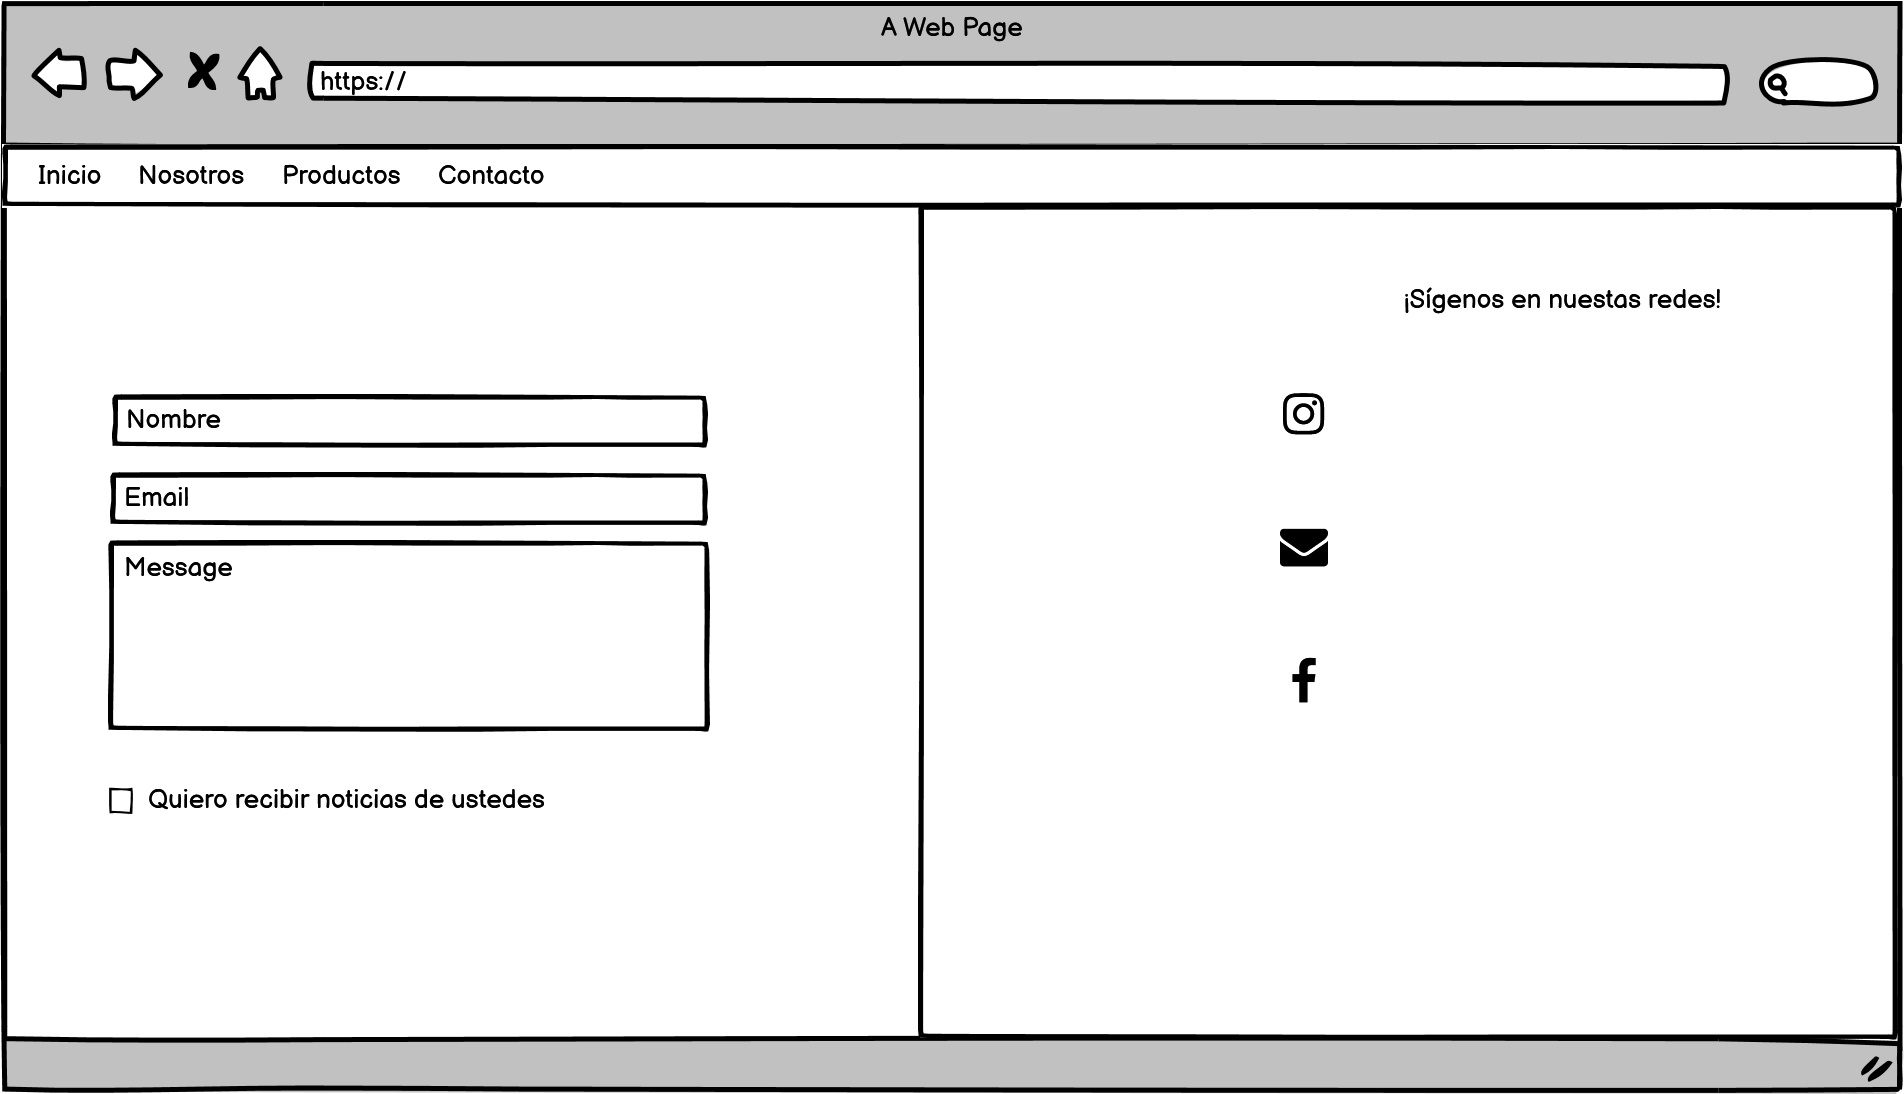 A Web Page
https://
Inicio Nosotros Productos Contacto
¡Sígenos en nuestas redes!
Nombre
Email
Message
Quiero recibir noticias de ustedes